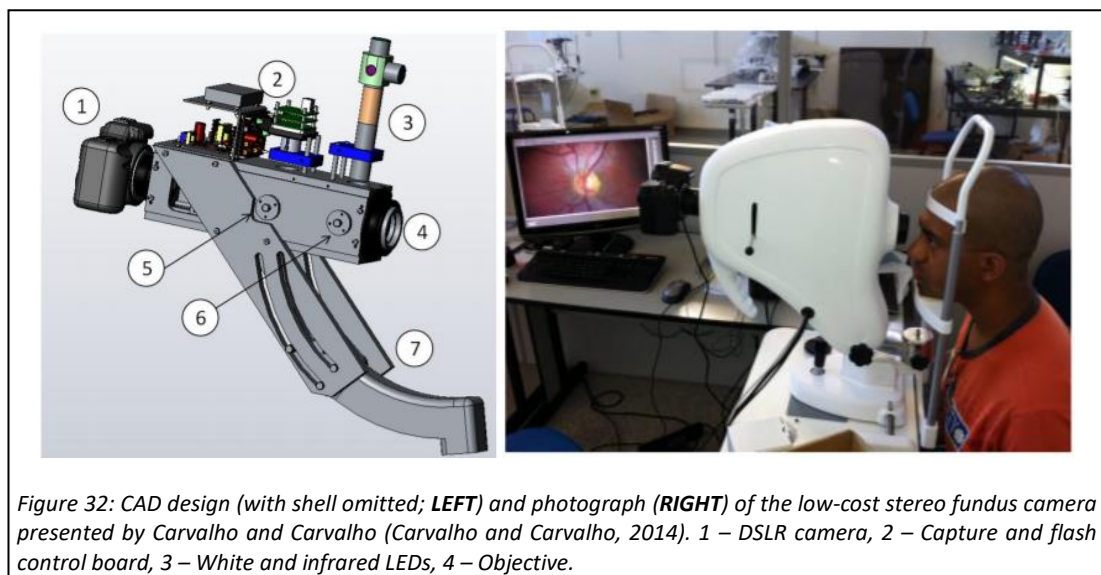 1
2
3
4
5
6
7
Figure 32: CAD design (with shell omitted; LEFT) and photograph (RIGHT) of the low-cost stereo fundus camera
presented by Carvalho and Carvalho (Carvalho and Carvalho, 2014). 1 – DSLR camera, 2 – Capture and flash
control board, 3 – White and infrared LEDs, 4 – Objective.